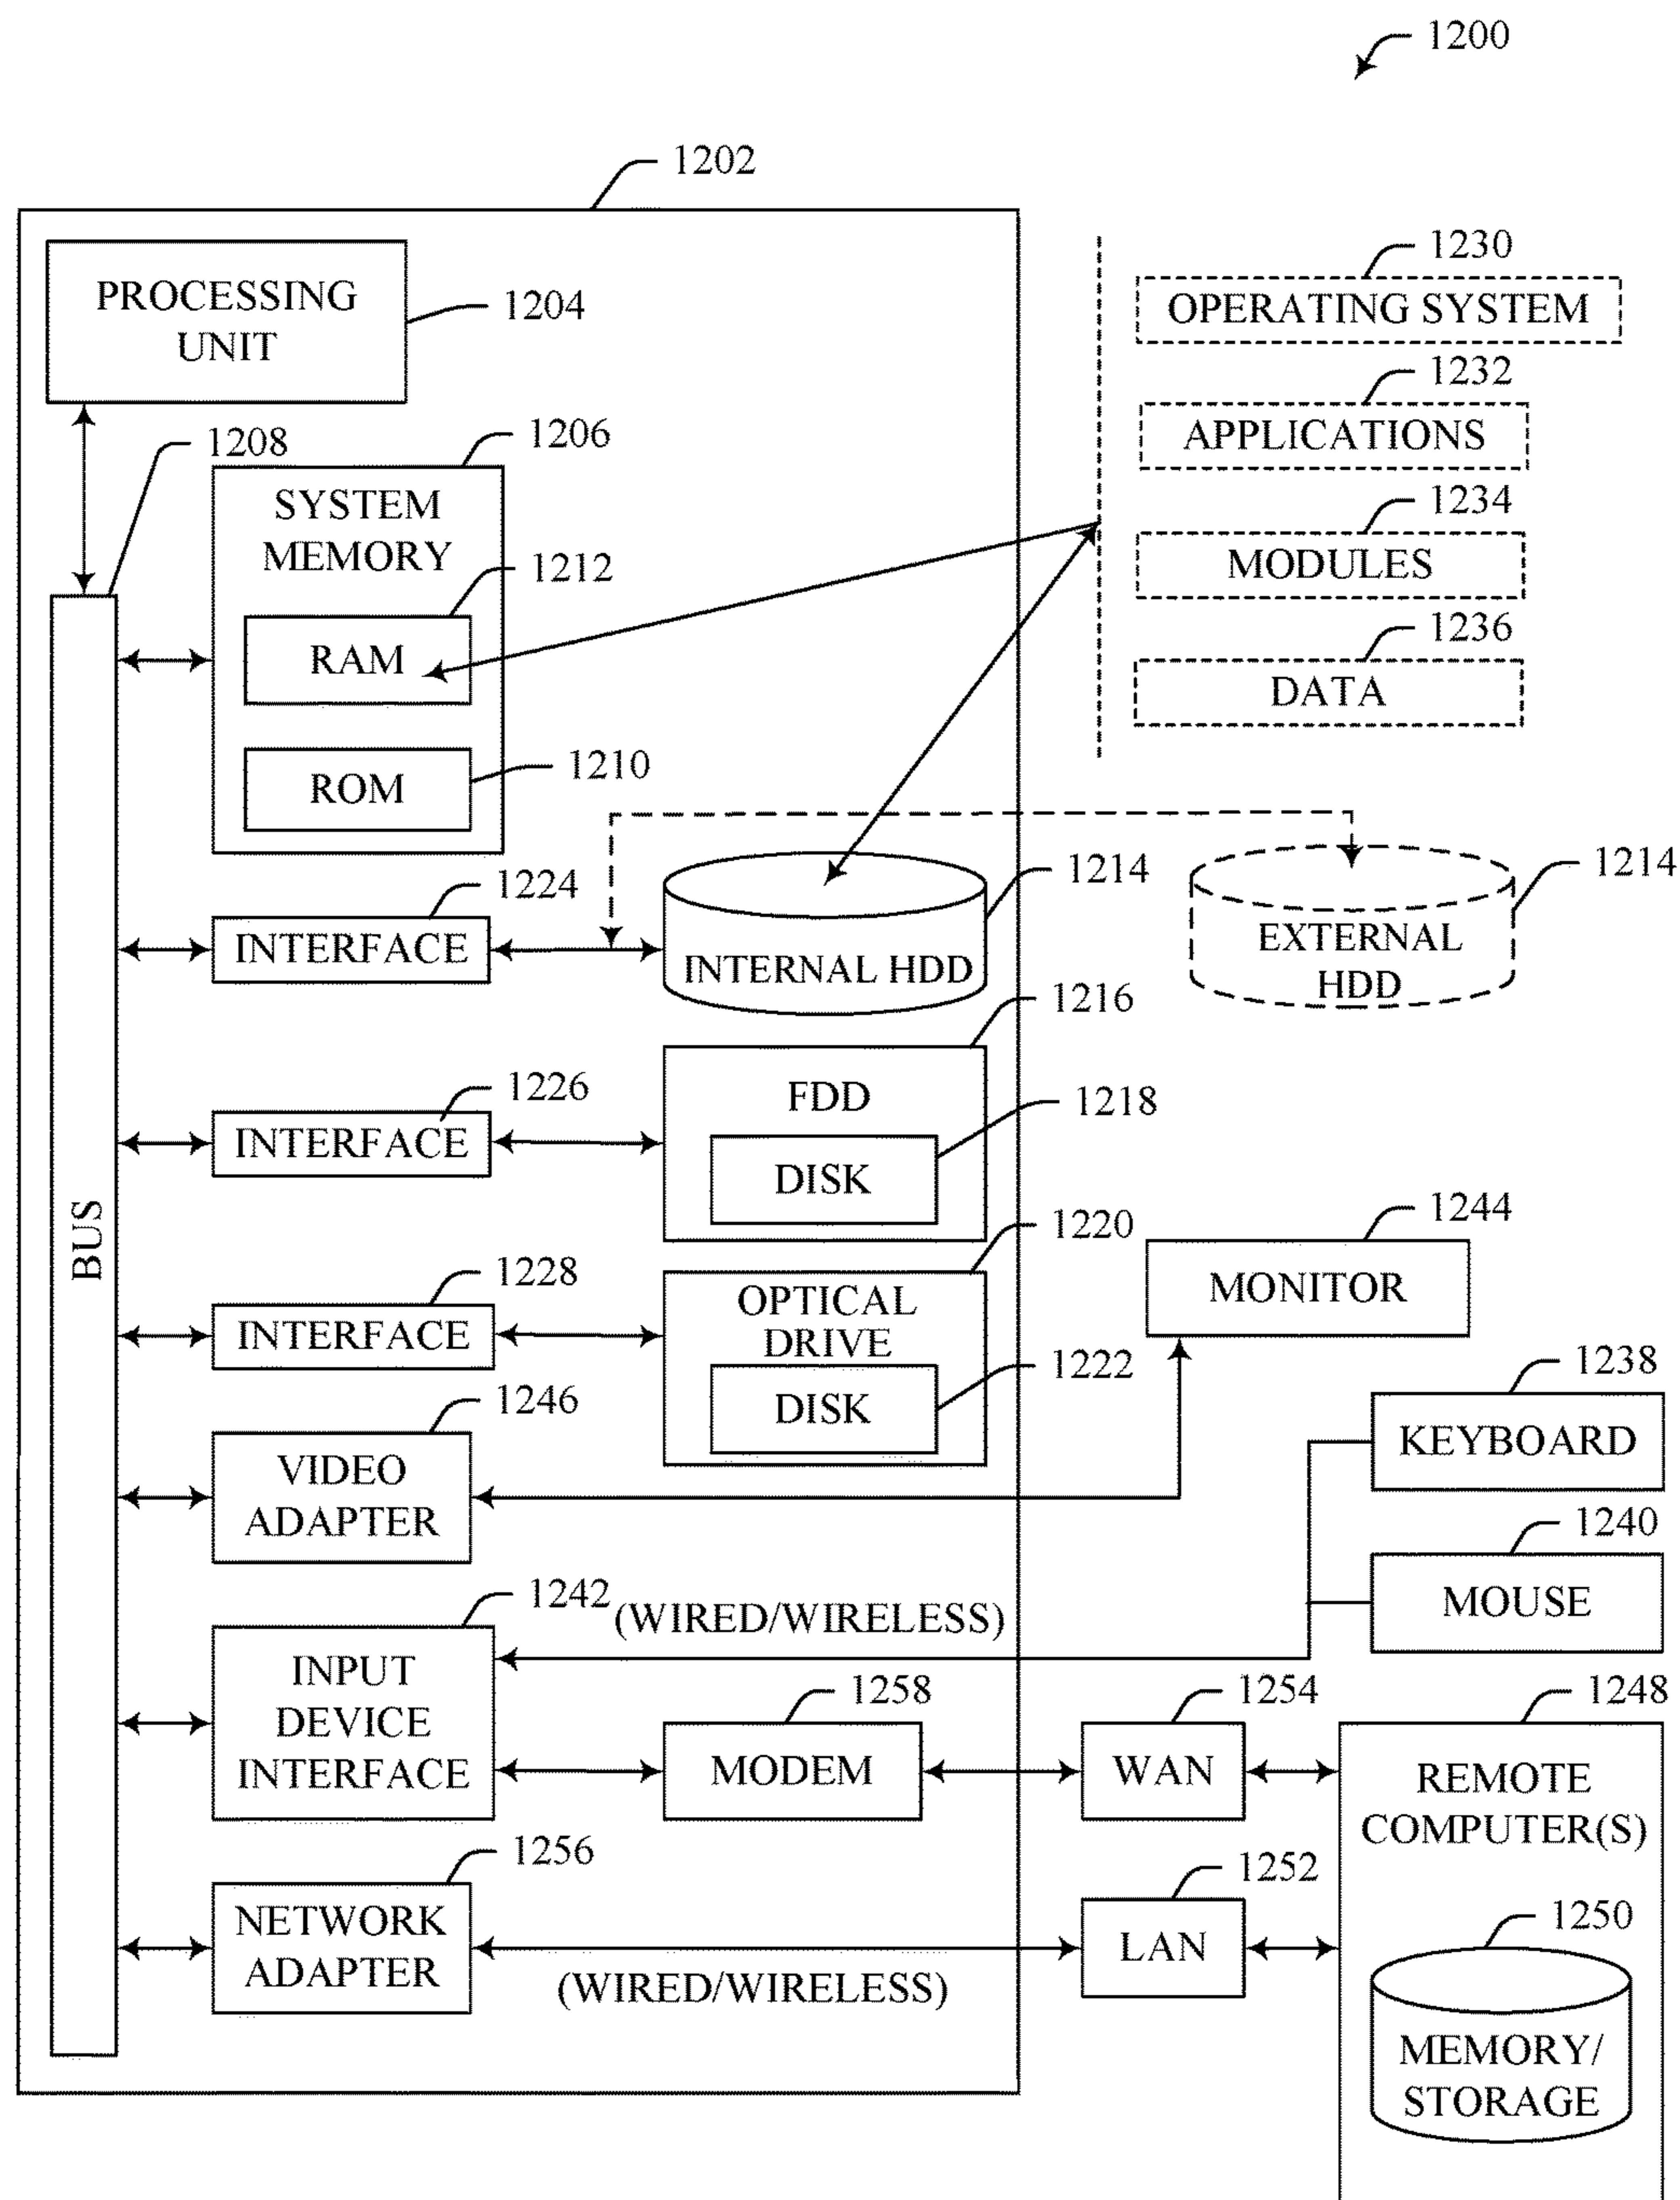 1200
1202
PROCESSING
UNIT
1204
1208
1206
SYSTEM
MEMORY
1212
RAM
1210
ROM
1230
OPERATING SYSTEM
1232
APPLICATIONS
1234
MODULES
1236
DATA
1224
INTERFACE
1214
INTERNAL HDD
1214
EXTERNAL
HDD
1216
FDD
1226
INTERFACE
1218
DISK
BUS
1220
OPTICAL
DRIVE
1228
INTERFACE
1222
DISK
1244
MONITOR
1246
VIDEO
ADAPTER
1238
KEYBOARD
1240
MOUSE
1242
(WIRED/WIRELESS)
INPUT
DEVICE
INTERFACE
1258
MODEM
1254
WAN
1248
REMOTE
COMPUTER(S)
1256
NETWORK
ADAPTER
(WIRED/WIRELESS)
1252
LAN
1250
MEMORY/
STORAGE